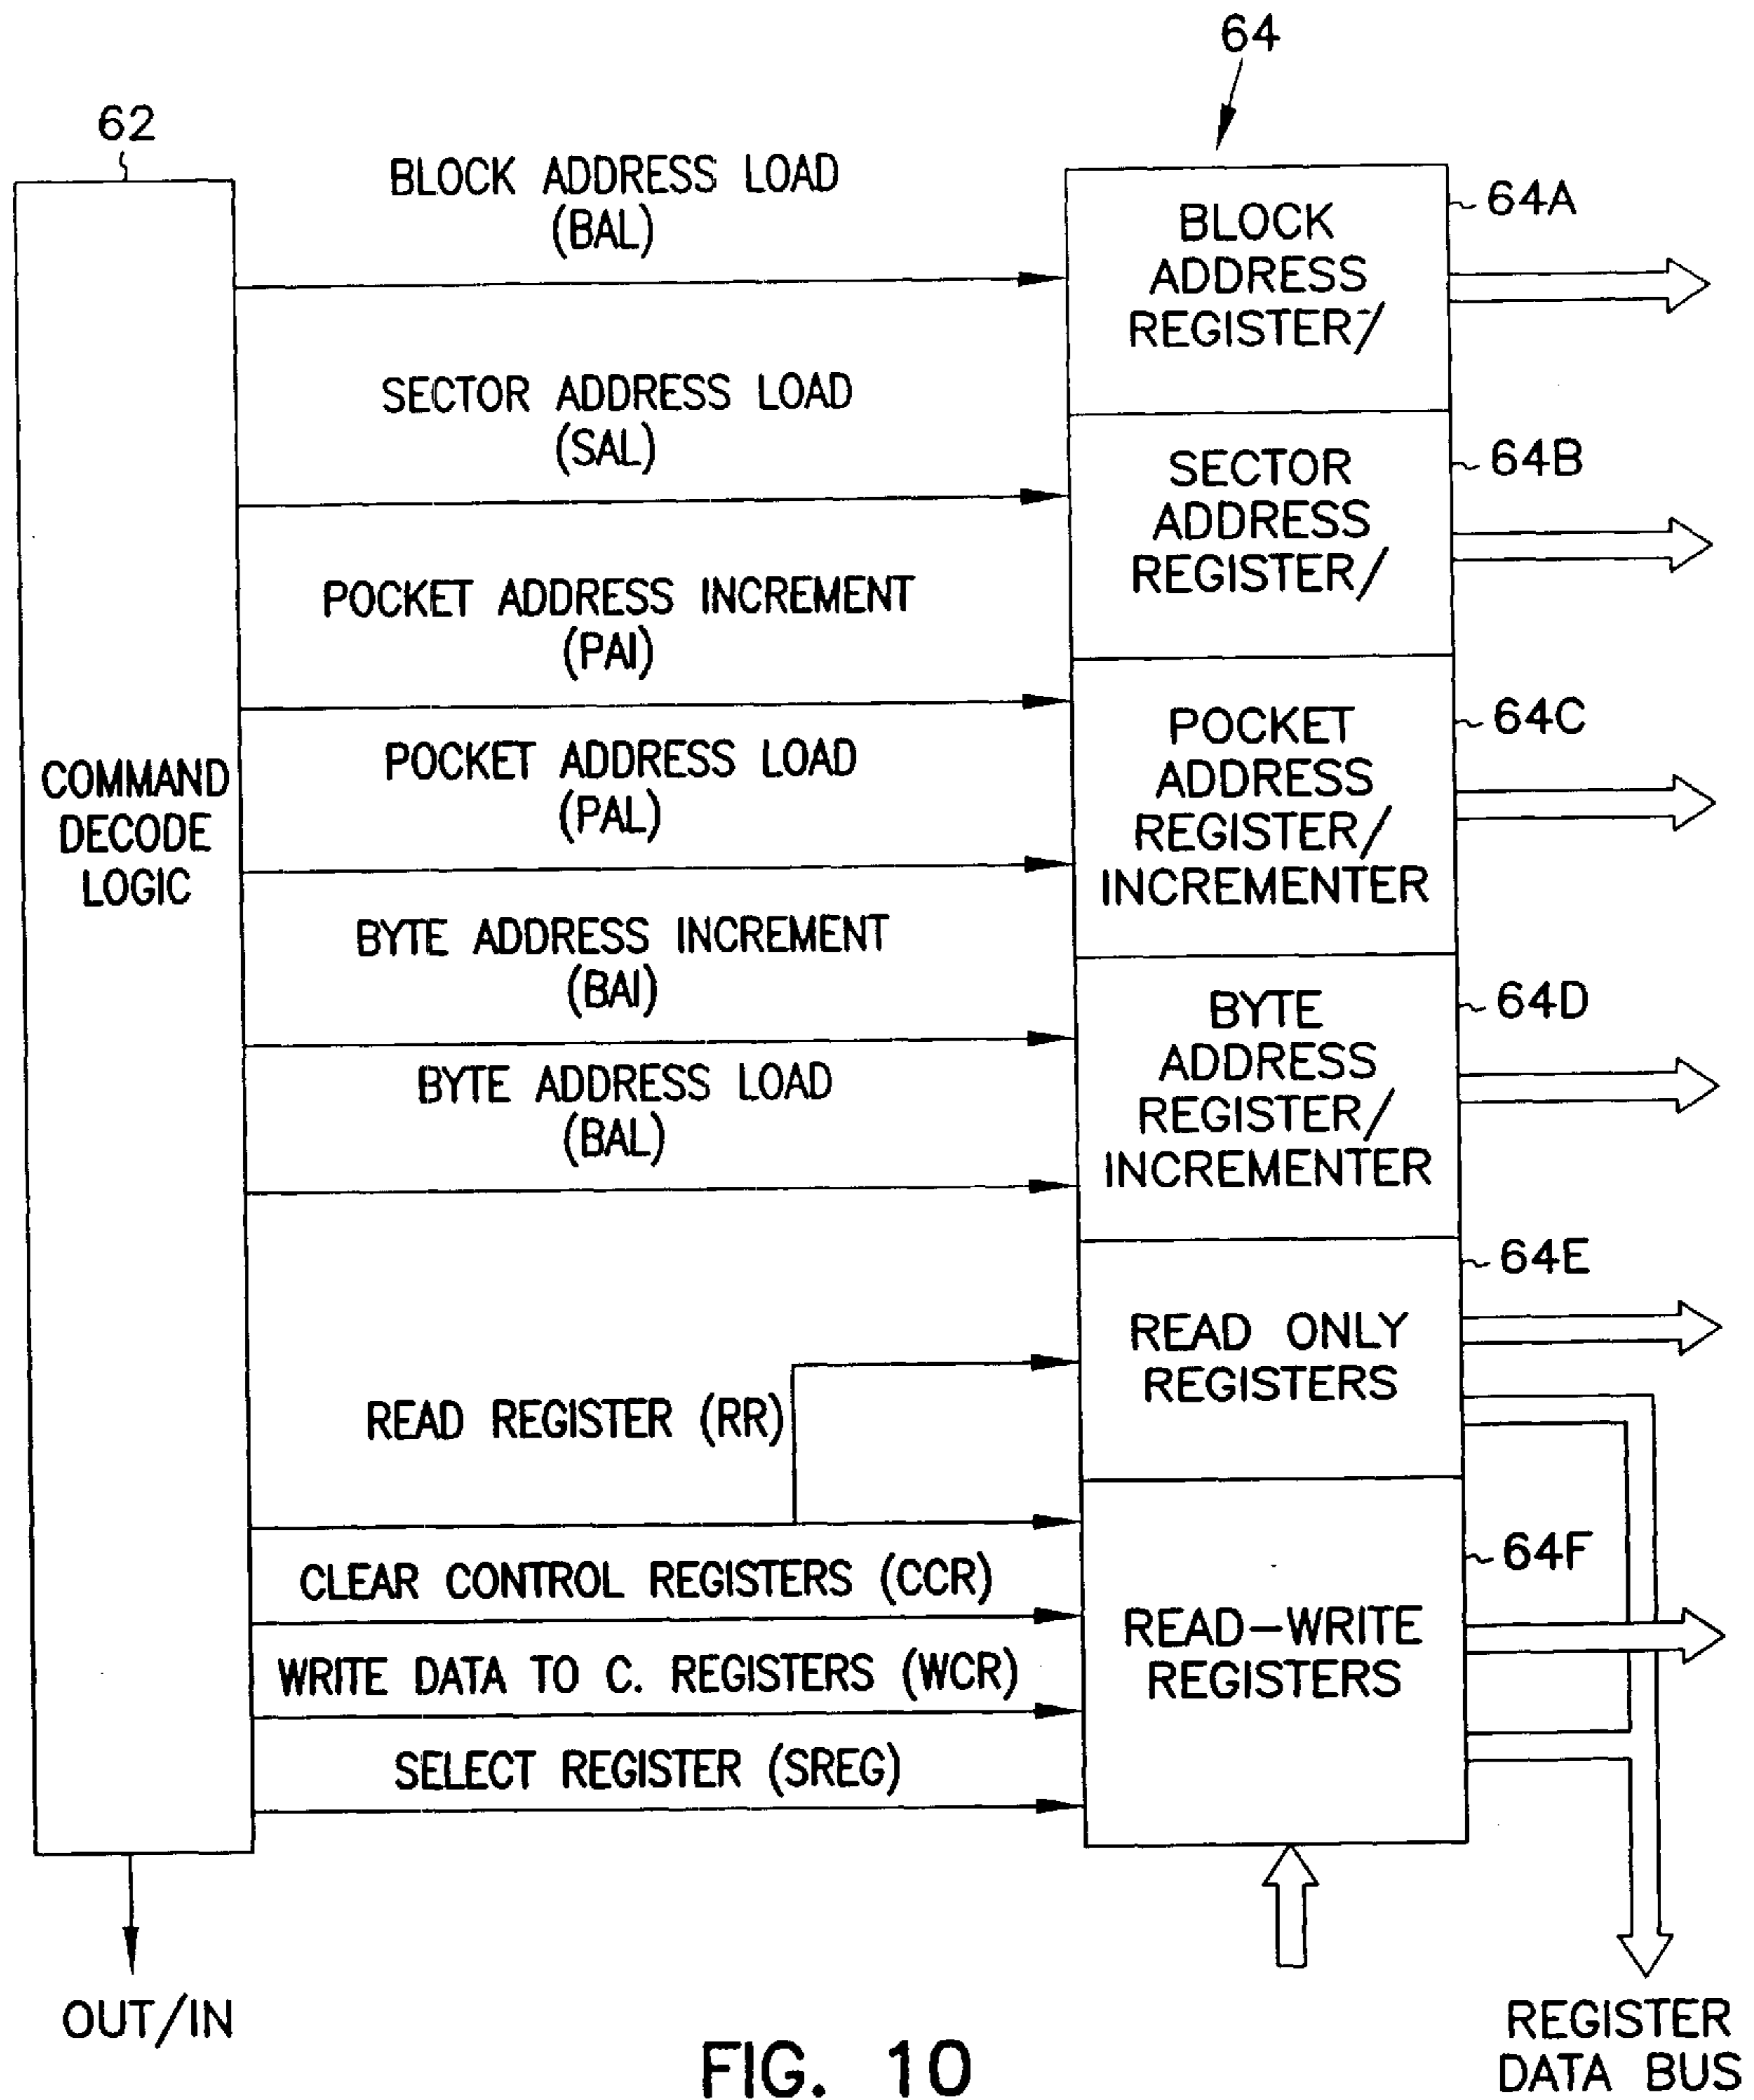 64
62
BLOCK ADDRESS LOAD
(BAL)
BLOCK
ADDRESS
REGISTER/
64A
SECTOR ADDRESS LOAD
(SAL)
SECTOR
ADDRESS
REGISTER/
64B
POCKET ADDRESS INCREMENT
(PAI)
COMMAND
DECODE
LOGIC
POCKET ADDRESS LOAD
(PAL)
POCKET
ADDRESS
REGISTER/
INCREMENTER
64C
BYTE ADDRESS INCREMENT
(BAI)
BYTE ADDRESS LOAD
(BAL)
BYTE
ADDRESS
REGISTER/
INCREMENTER
64D
READ REGISTER (RR)
READ ONLY
REGISTERS
64E
CLEAR CONTROL REGISTERS (CCR)
WRITE DATA TO C. REGISTERS (WCR)
SELECT REGISTER (SREG)
READ-WRITE
REGISTERS
64F
OUT/IN
REGISTER
DATA BUS
FIG. 10